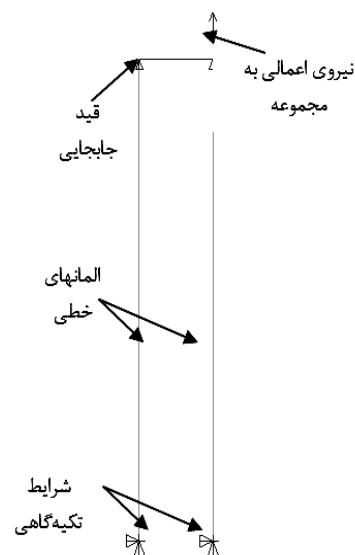 نیروی اعمالی به
مجموعه
قید
جابجایی
المانهای
خطی
شرایط
تکیه‌گاهی